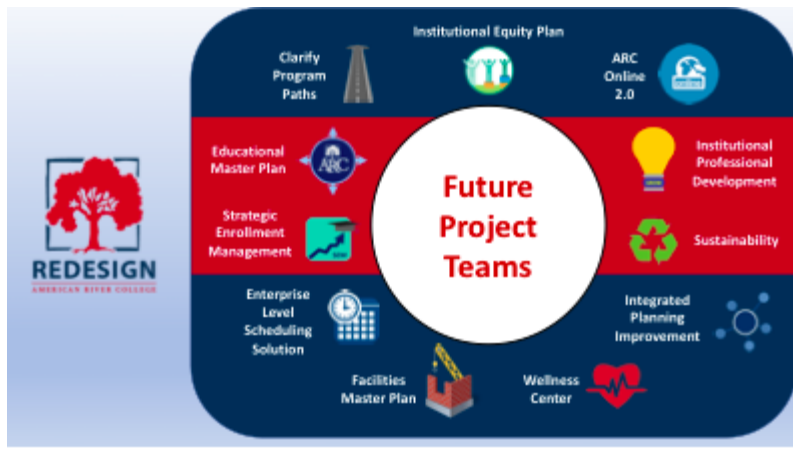 Institutional Equity Plan
Clarify
Program
Paths
ARC
Online
2.0
Educational
Master Plan
ARC
Institutional
Professional
Development
Future
Project
Teams
Strategic
Enrollment
Management
Sustainability
REDESIGN
AMERICAN RIVER COLLEGE
Enterprise
Level
Scheduling
Solution
Integrated
Planning
Improvement
Facilities
Master Plan
Wellness
Center